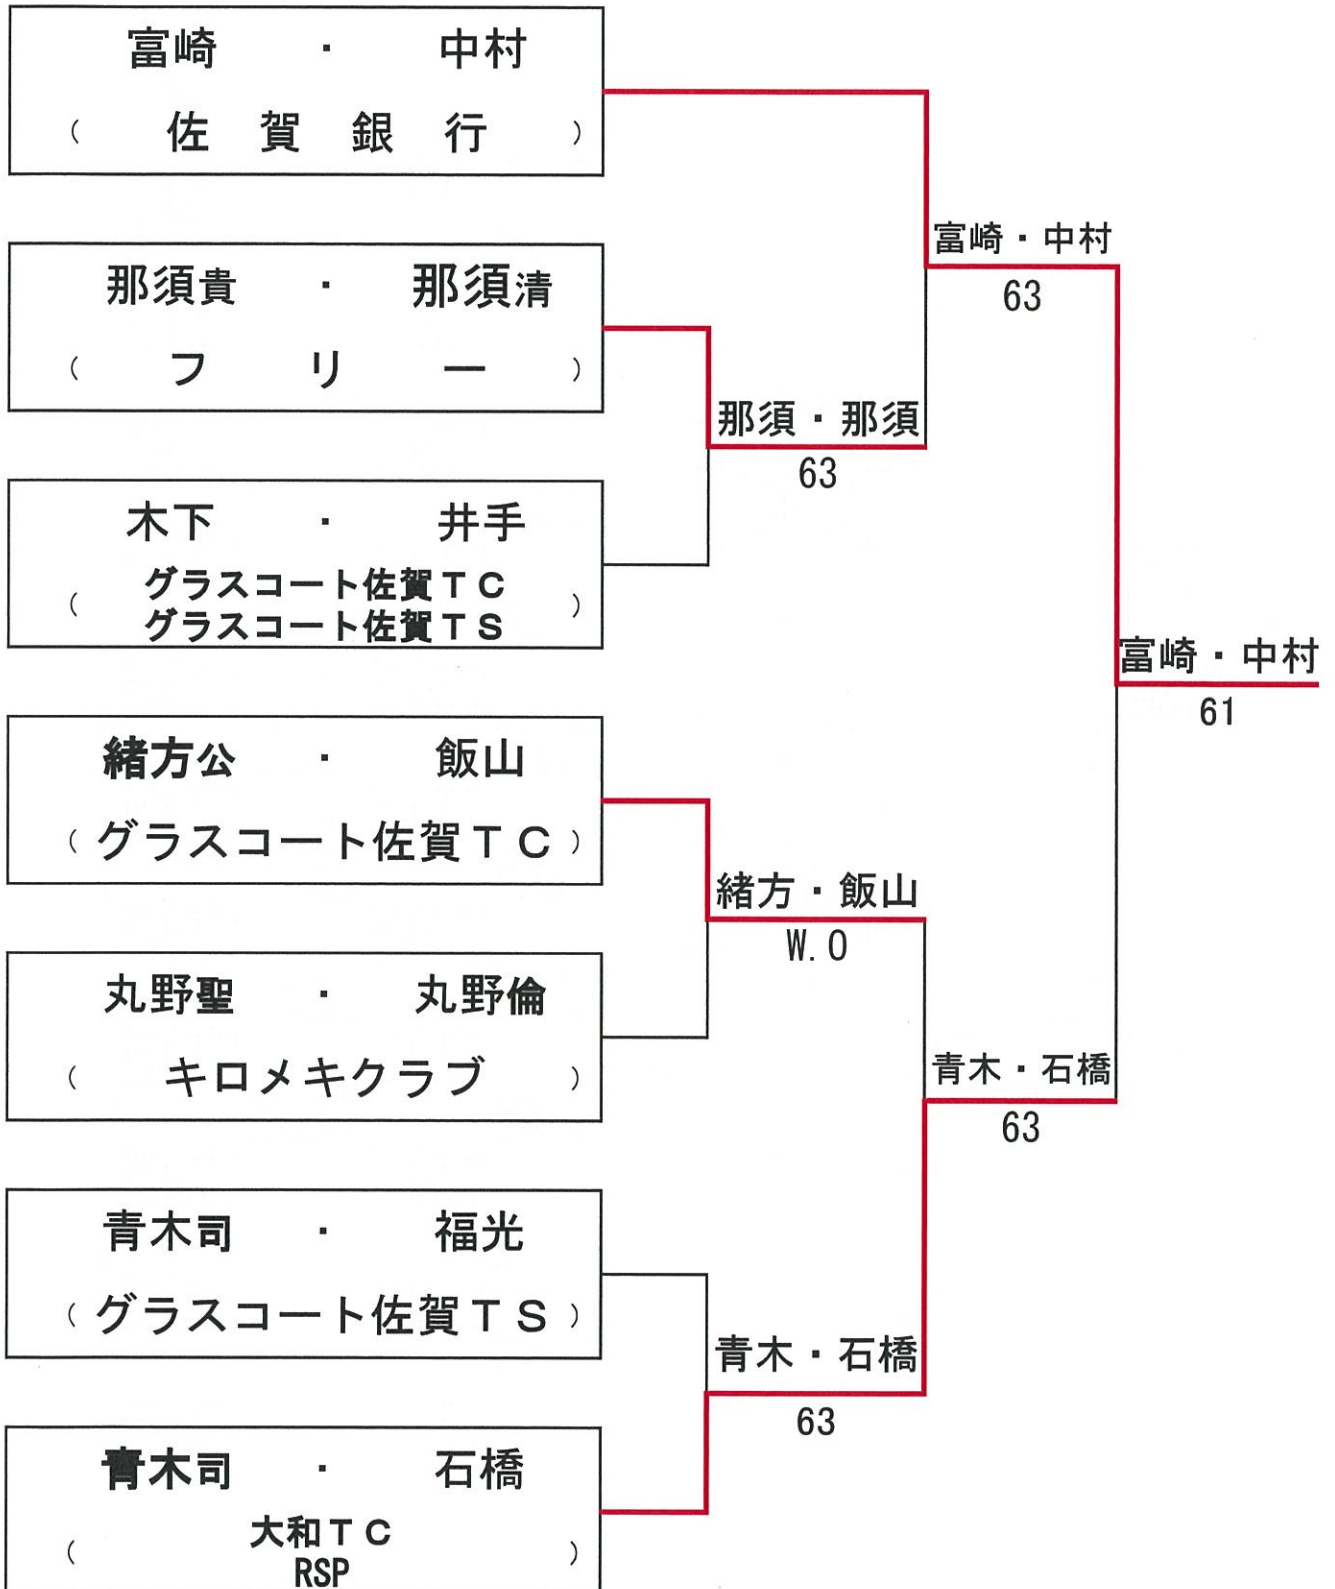 富崎 ・ 中村
( 佐 賀 銀 行 )
富崎・中村
63
那須貴 ・ 那須清
( フ リ ー )
那須・那須
63
木下 ・ 井手
( グラスコート佐賀ＴＣ
グラスコート佐賀ＴＳ )
富崎・中村
61
緒方公 ・ 飯山
( グラスコート佐賀ＴＣ )
緒方・飯山
W.O
丸野聖 ・ 丸野倫
( キロメキクラブ )
青木・石橋
63
青木司 ・ 福光
( グラスコート佐賀ＴＳ )
青木・石橋
63
青木司 ・ 石橋
( 大和ＴＣ
RSP )